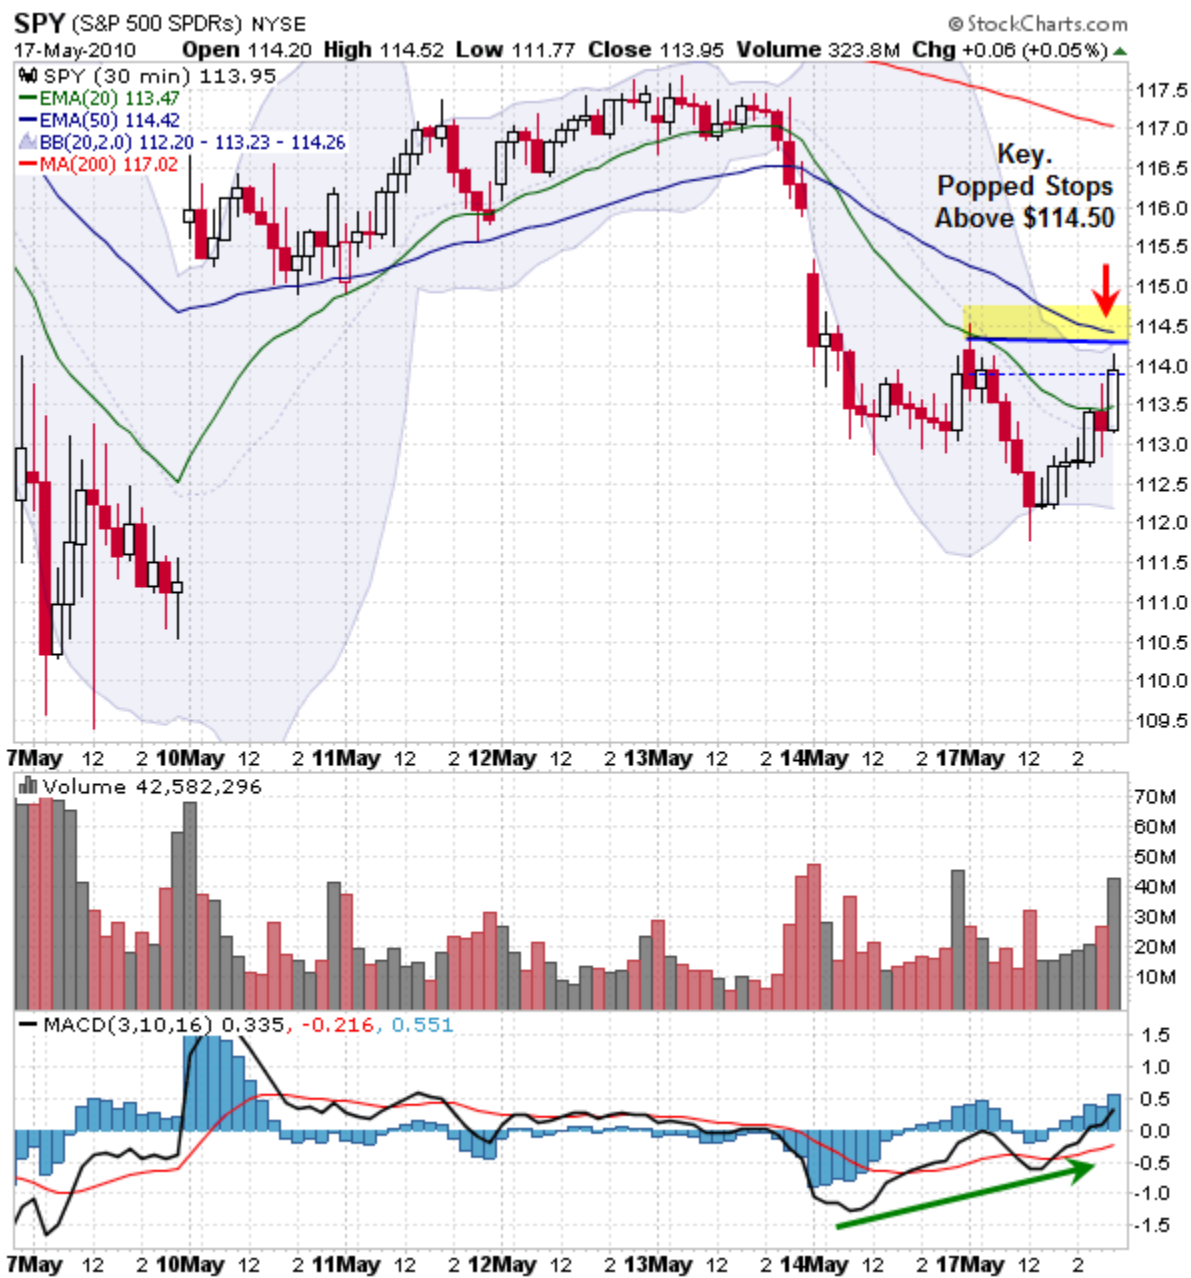 SPY (S&P 500 SPDRs) NYSE © StockCharts.com
17-May-2010 Open 114.20 High 114.52 Low 111.77 Close 113.95 Volume 323.8M Chg +0.06 (+0.05%)
SPY (30 min) 113.95
EMA(20) 113.47
EMA(50) 114.42
BB(20,2.0) 112.20 - 113.23 - 114.26
MA(200) 117.02
Key.
Popped Stops
Above $114.50
117.5
117.0
116.5
116.0
115.5
115.0
114.5
114.0
113.5
113.0
112.5
112.0
111.5
111.0
110.5
110.0
109.5
7May 12 2 10May 12 2 11May 12 2 12May 12 2 13May 12 2 14May 12 2 17May 12 2
Volume 42,582,296
70M
60M
50M
40M
30M
20M
10M
MACD(3,10,16) 0.335, -0.216, 0.551
1.5
1.0
0.5
0.0
-0.5
-1.0
-1.5
7May 12 2 10May 12 2 11May 12 2 12May 12 2 13May 12 2 14May 12 2 17May 12 2